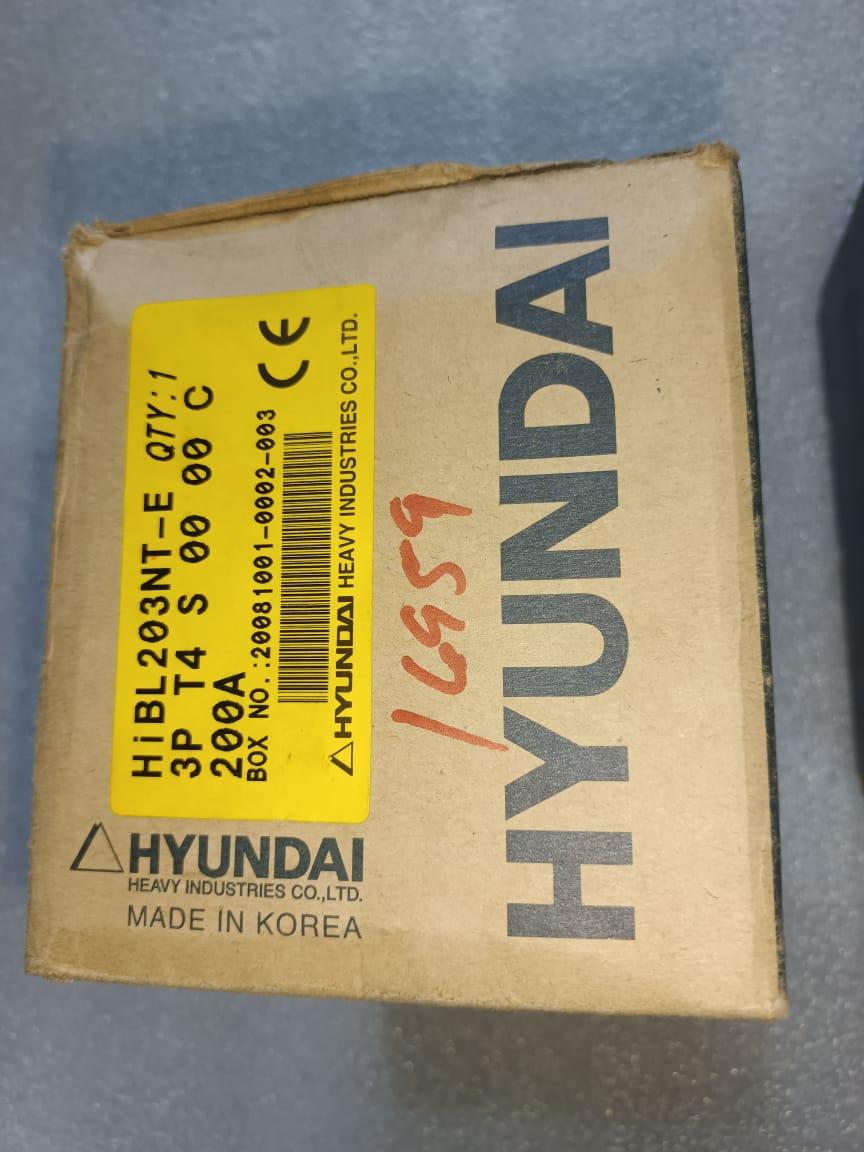 HiBL203NT-E QTY:1
3P T4 S 00 00 C
200A
BOX NO.:20081001-0002-003
CE
HYUNDAI HEAVY INDUSTRIES CO.,LTD.
HYUNDAI
HEAVY INDUSTRIES CO.,LTD.
MADE IN KOREA
1659
HYUNDAI